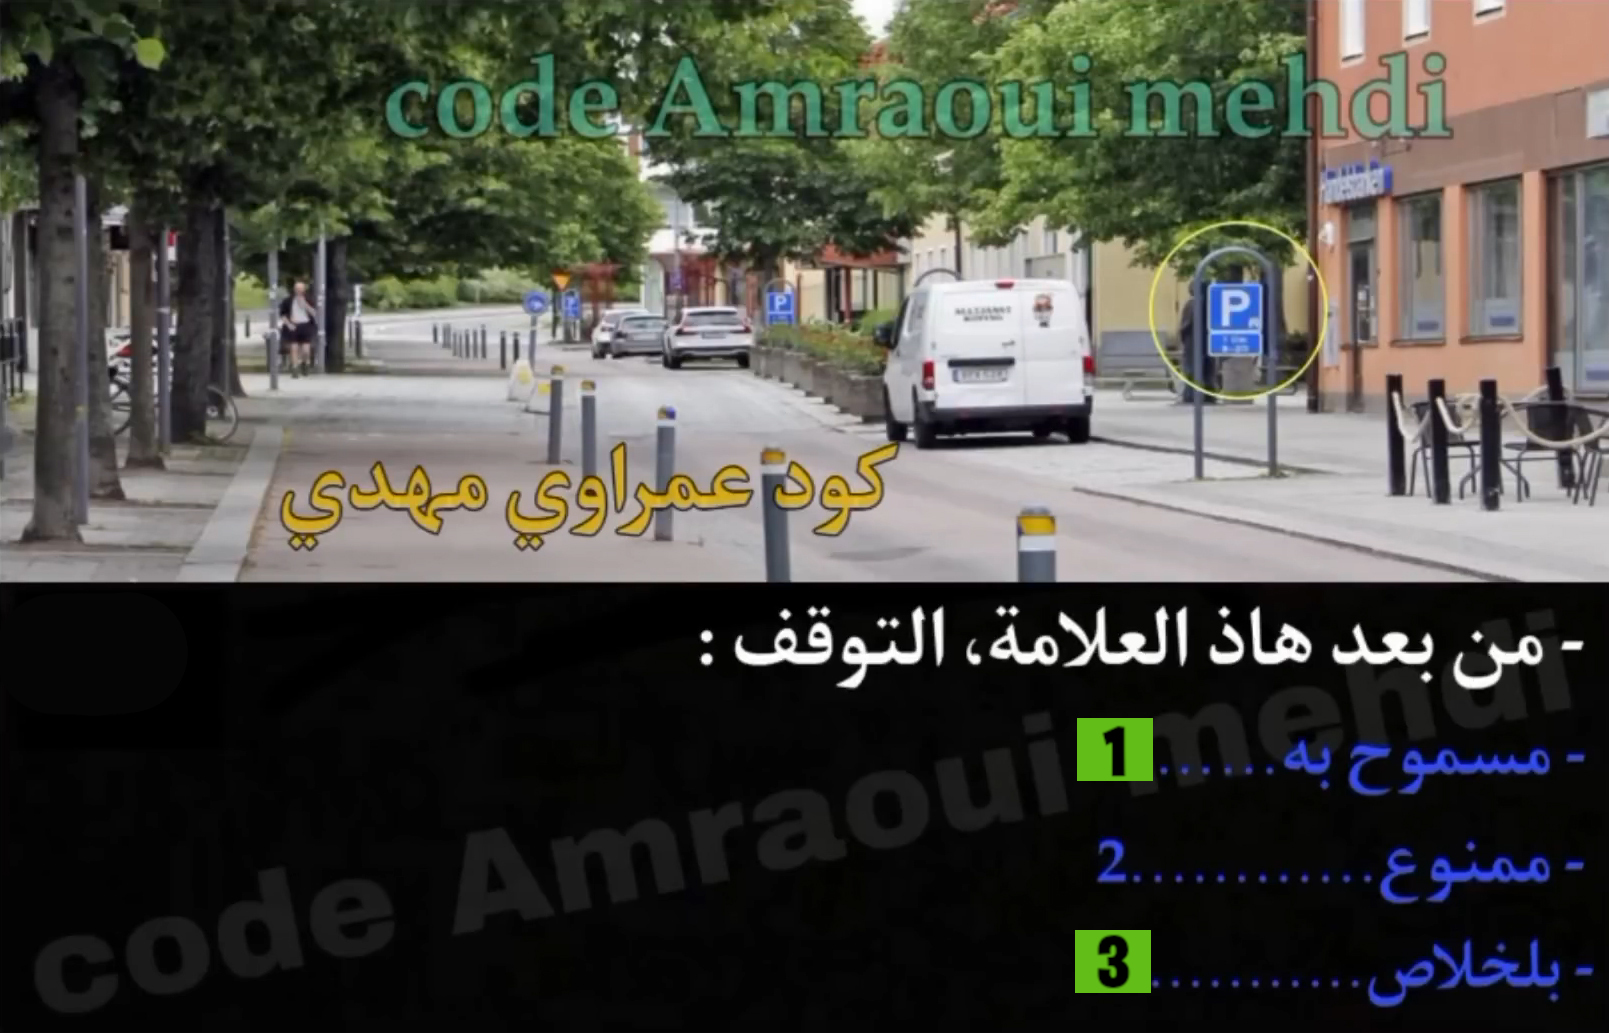 code Amraoui mehdi
P
P
كود عمراوي مهدي
- من بعد هاذ العلامة، التوقف :
- مسموح به......1
- ممنوع............2
- بلخلاص...........3
code Amraoui mehdi